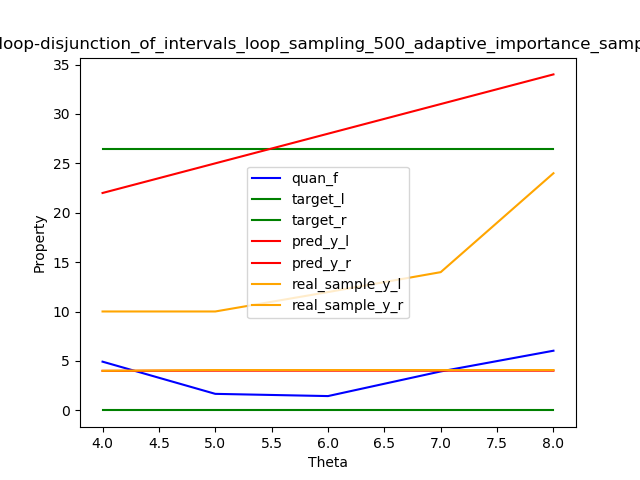 loop-disjunction_of_intervals_loop_sampling_500_adaptive_importance_samp
35
30
25
20
15
10
5
0
Property
quan_f
target_l
target_r
pred_y_l
pred_y_r
real_sample_y_l
real_sample_y_r
4.0 4.5 5.0 5.5 6.0 6.5 7.0 7.5 8.0
Theta